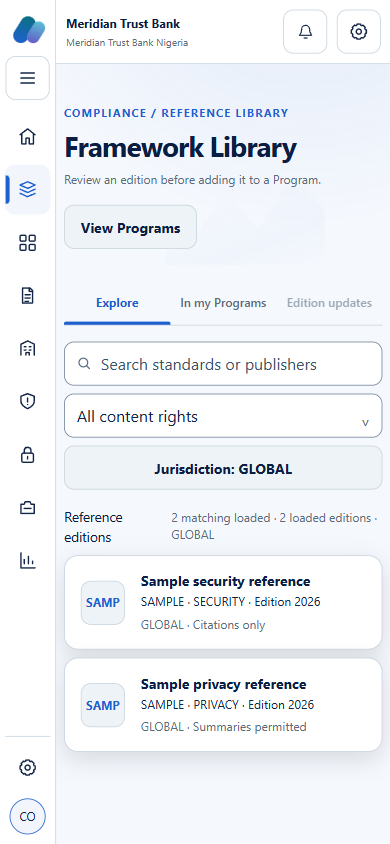 Meridian Trust Bank
Meridian Trust Bank Nigeria
COMPLIANCE / REFERENCE LIBRARY
Framework Library
Review an edition before adding it to a Program.
View Programs
Explore
In my Programs
Edition updates
Search standards or publishers
All content rights
v
Jurisdiction: GLOBAL
Reference editions
2 matching loaded · 2 loaded editions ·
GLOBAL
SAMP
Sample security reference
SAMPLE · SECURITY · Edition 2026
GLOBAL · Citations only
SAMP
Sample privacy reference
SAMPLE · PRIVACY · Edition 2026
GLOBAL · Summaries permitted
CO